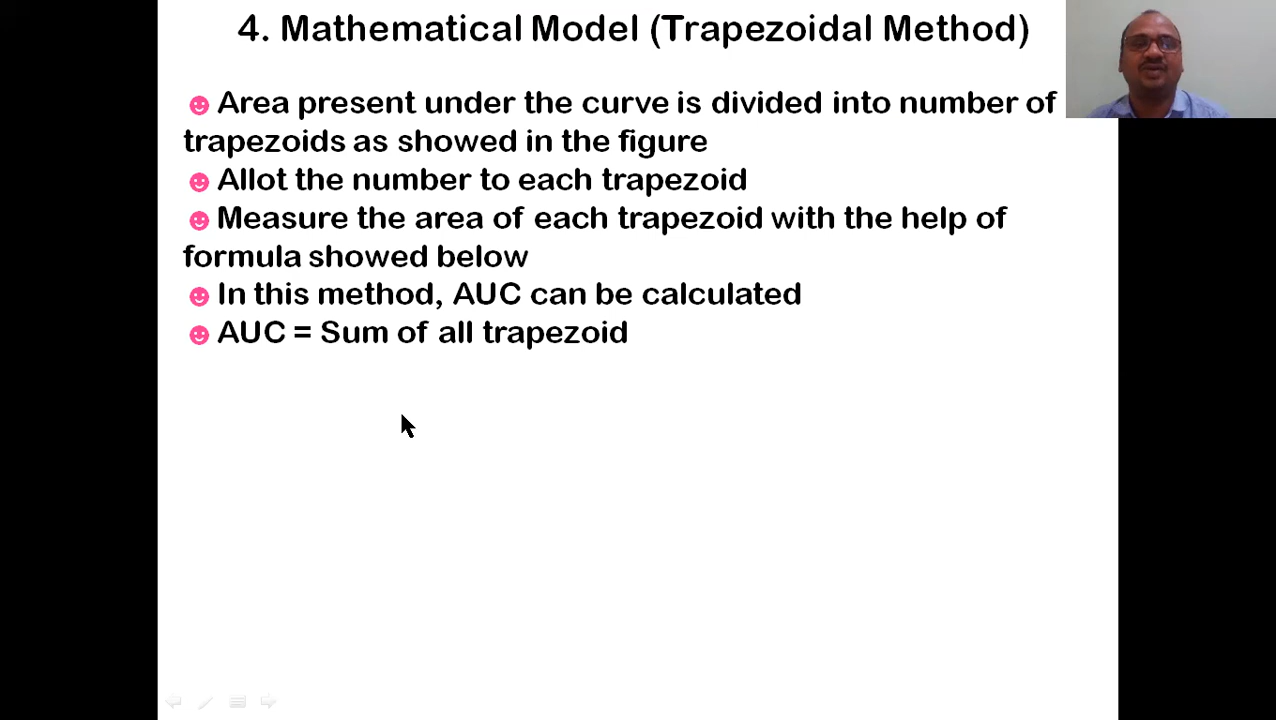 4. Mathematical Model (Trapezoidal Method)
Area present under the curve is divided into number of
trapezoids as showed in the figure
Allot the number to each trapezoid
Measure the area of each trapezoid with the help of
formula showed below
In this method, AUC can be calculated
AUC = Sum of all trapezoid